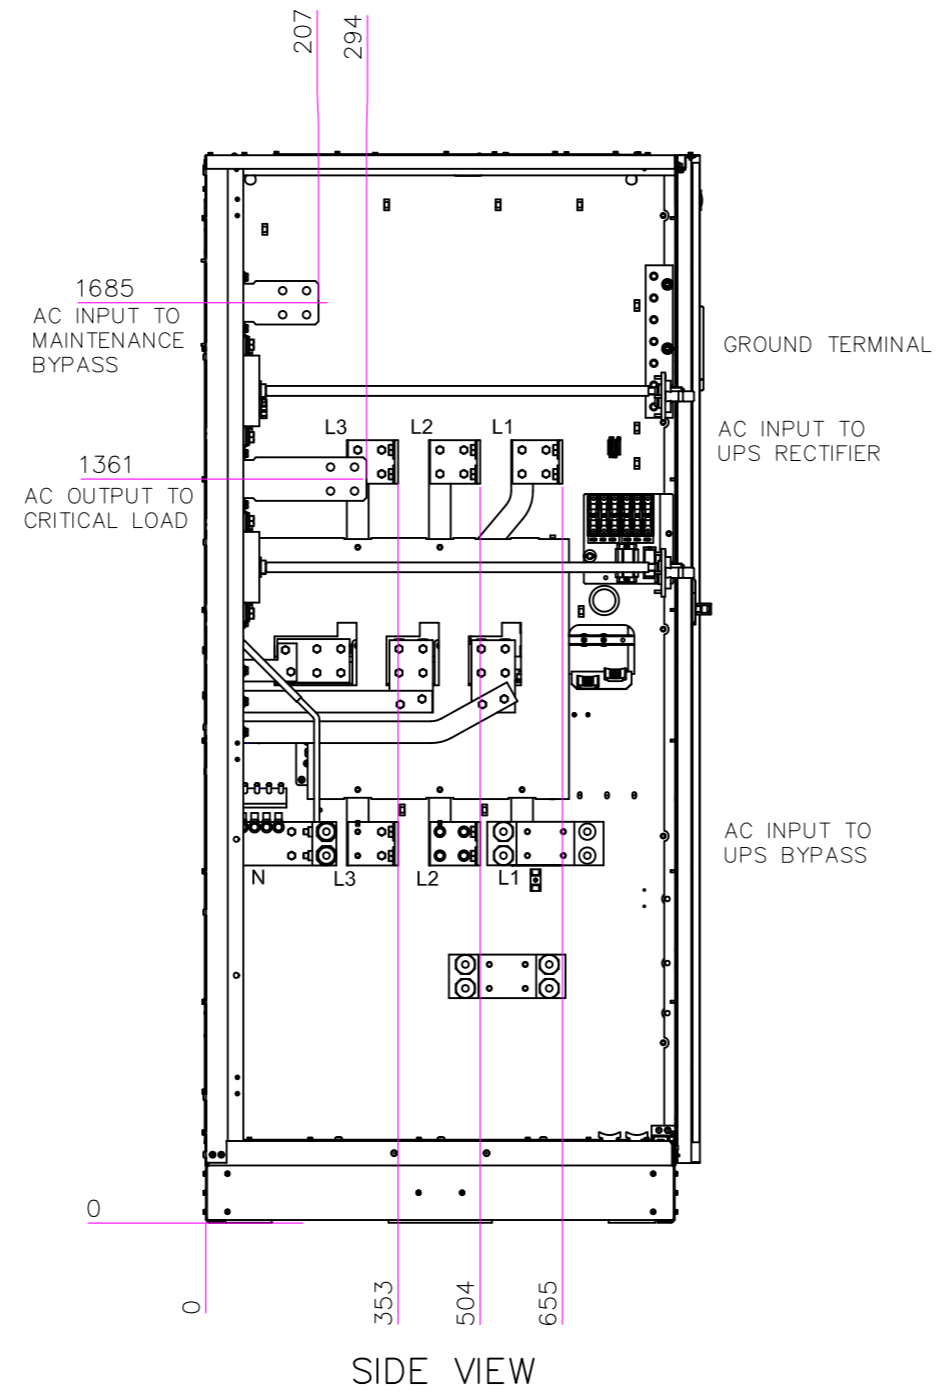 207
294
1685
AC INPUT TO
MAINTENANCE
BYPASS
GROUND TERMINAL
L3 L2 L1
AC INPUT TO
UPS RECTIFIER
1361
AC OUTPUT TO
CRITICAL LOAD
AC INPUT TO
UPS BYPASS
N L3 L2 L1
0
0
353
504
655
SIDE VIEW